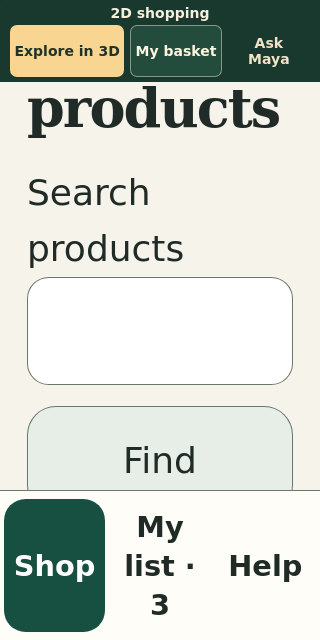 2D shopping
Explore in 3D
My basket
Ask
Maya
products
Search
products
Find
Shop
My
list ·
3
Help